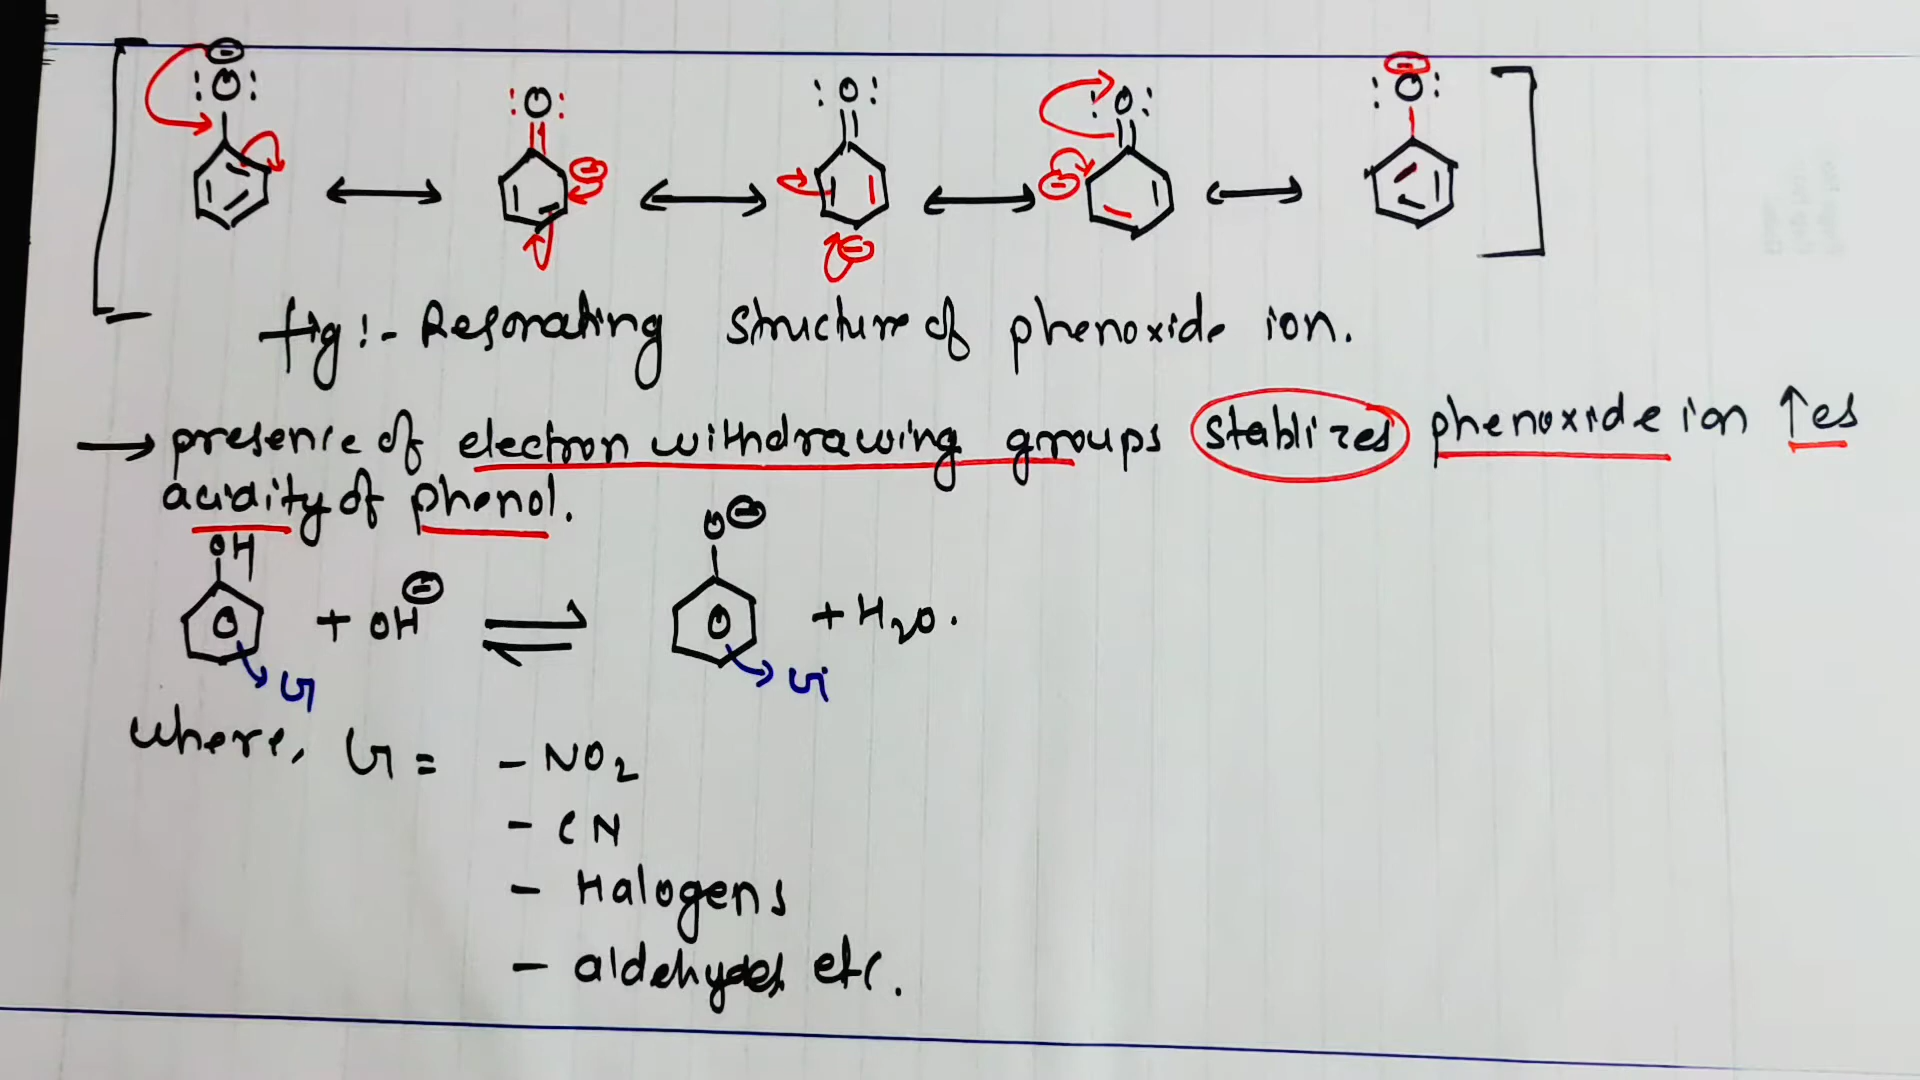 ⊖ ⊖
:O: :O: :O: :O: :O:
⊖ ⊖
⊖
fig:- Resonating structure of phenoxide ion.
→ presence of electron withdrawing groups stablizes phenoxide ion ↑es
acidity of phenol.
OH O⊖
+ OH⊖ ⇌ + H2O.
G G
where, G = - NO2
- CN
- Halogens
- aldehydes etc.